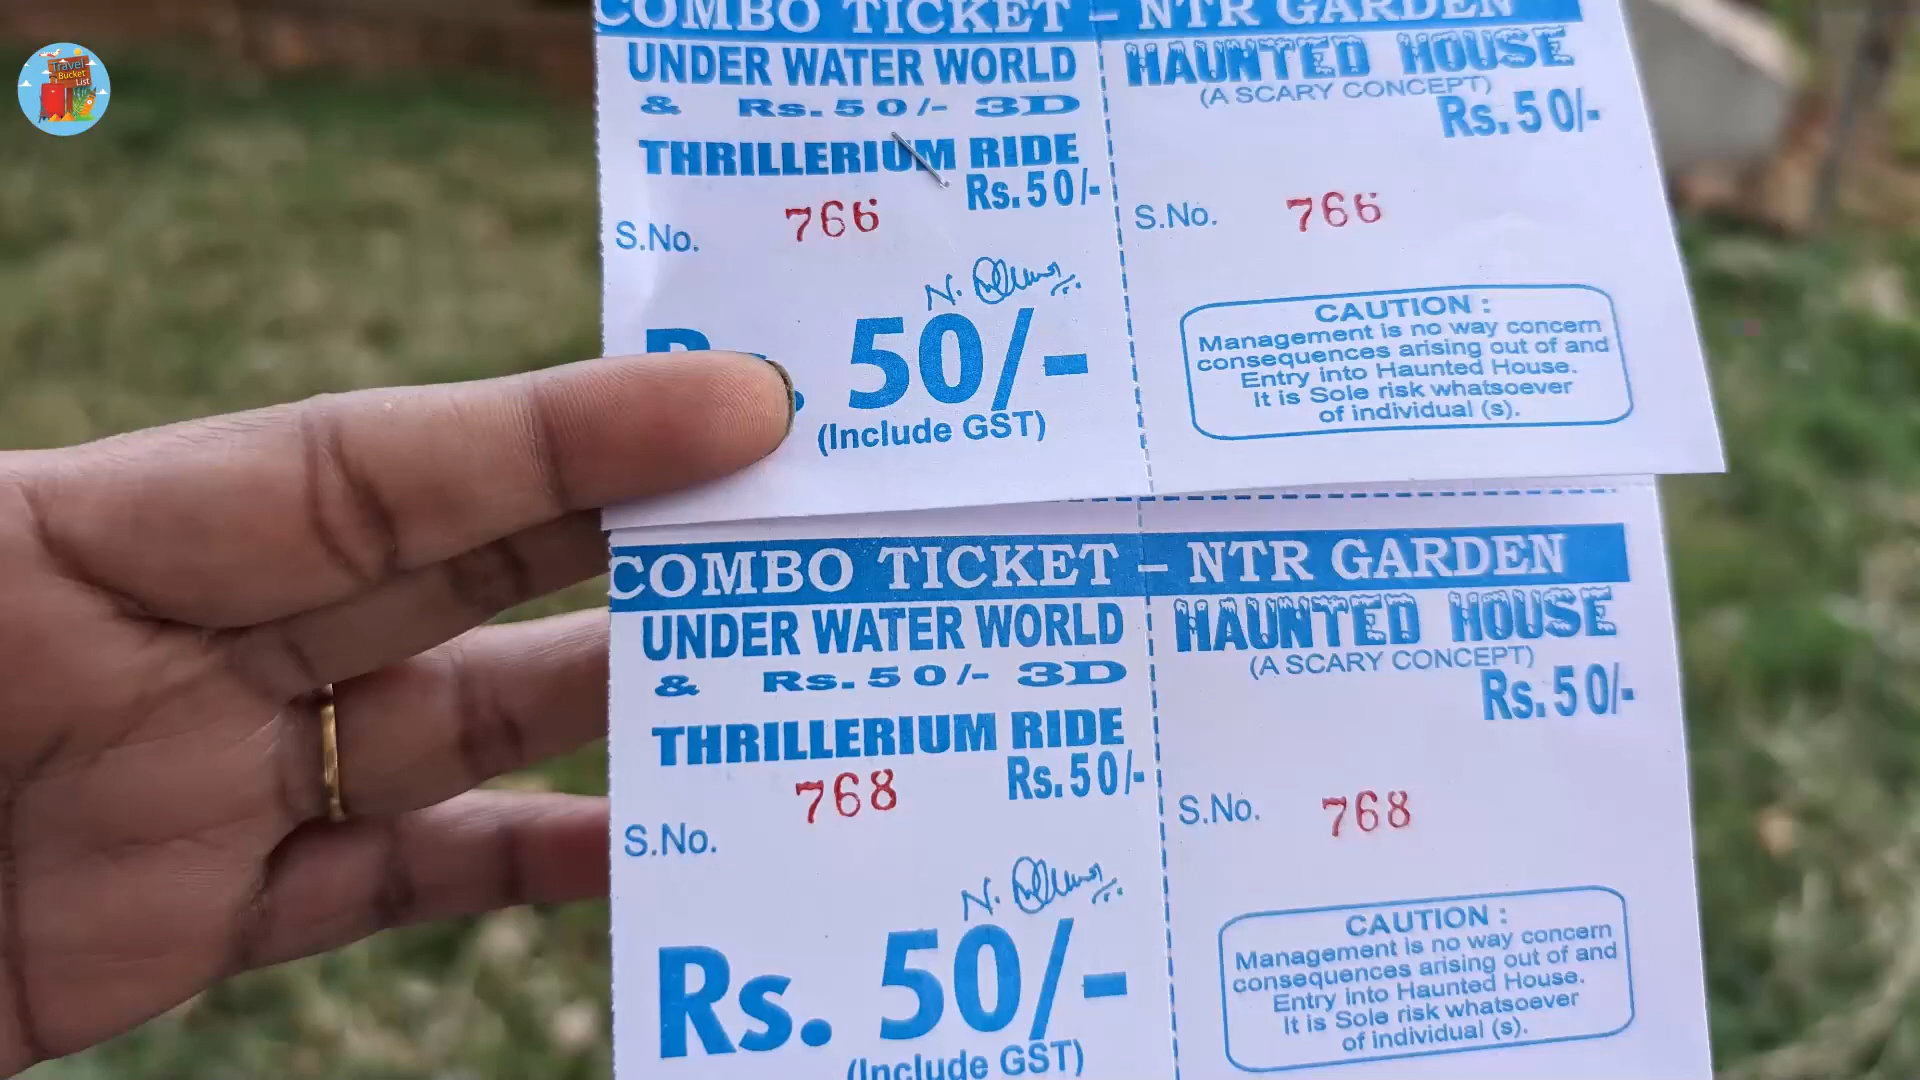 Travel
Bucket
List
COMBO TICKET – NTR GARDEN
UNDER WATER WORLD
& Rs.50/- 3D
THRILLERIUM RIDE
Rs.50/-
S.No. 766
Rs. 50/-
(Include GST)
HAUNTED HOUSE
(A SCARY CONCEPT)
Rs.50/-
S.No. 766
CAUTION :
Management is no way concern
consequences arising out of and
Entry into Haunted House.
It is Sole risk whatsoever
of individual (s).
COMBO TICKET – NTR GARDEN
UNDER WATER WORLD
& Rs.50/- 3D
THRILLERIUM RIDE
Rs.50/-
S.No. 768
Rs. 50/-
(Include GST)
HAUNTED HOUSE
(A SCARY CONCEPT)
Rs.50/-
S.No. 768
CAUTION :
Management is no way concern
consequences arising out of and
Entry into Haunted House.
It is Sole risk whatsoever
of individual (s).